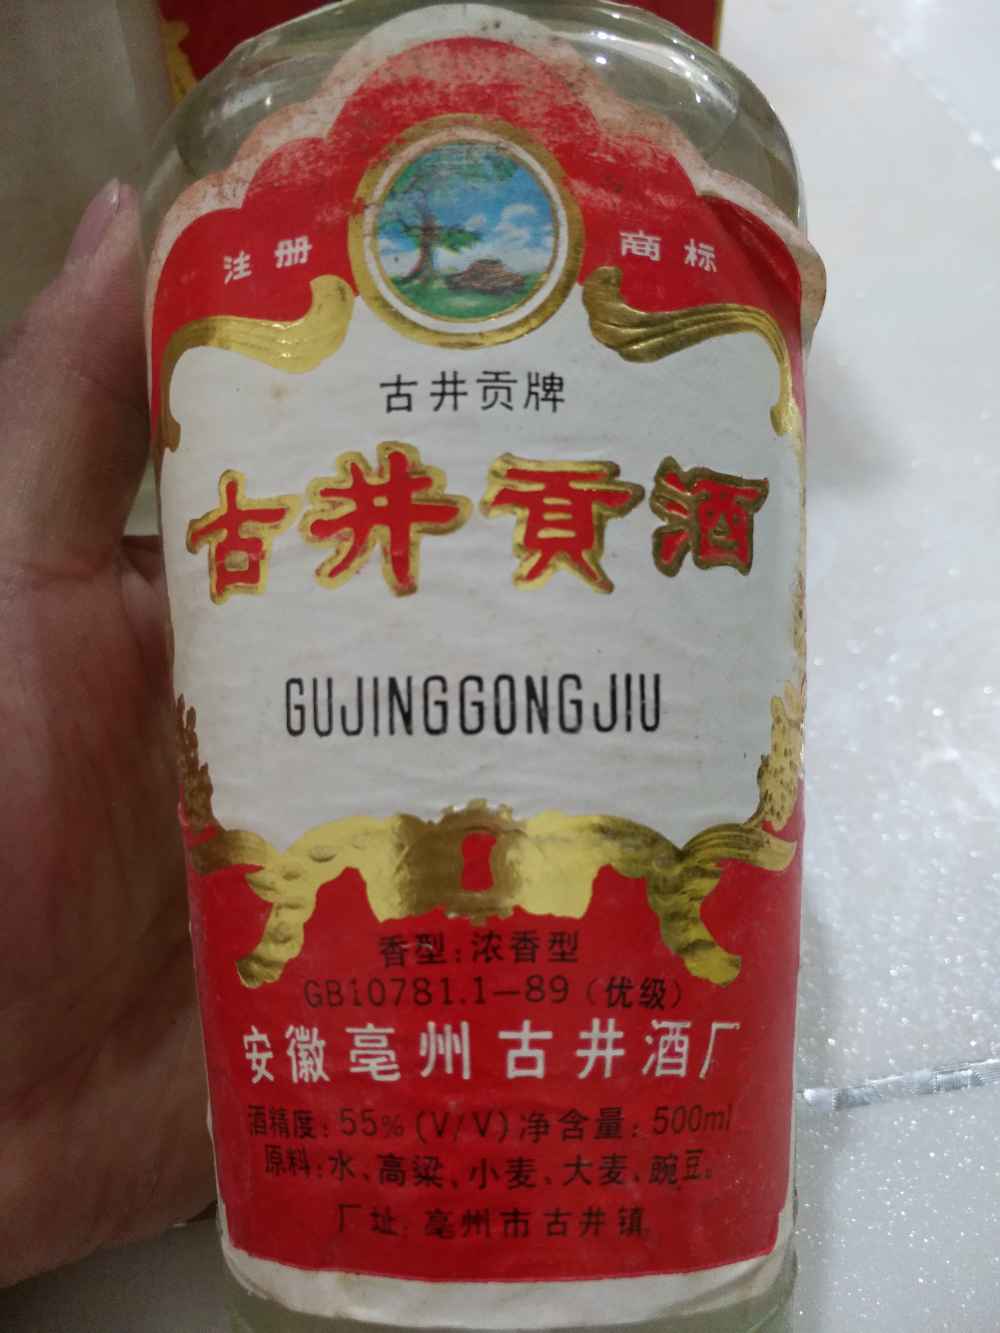 注册 商标
古井贡牌
古井贡酒
GUJINGGONGJIU
香型:浓香型
GB10781.1—89(优级)
安徽亳州古井酒厂
酒精度:55%(V/V)净含量:500ml
原料:水、高粱、小麦、大麦、豌豆。
厂址:亳州市古井镇